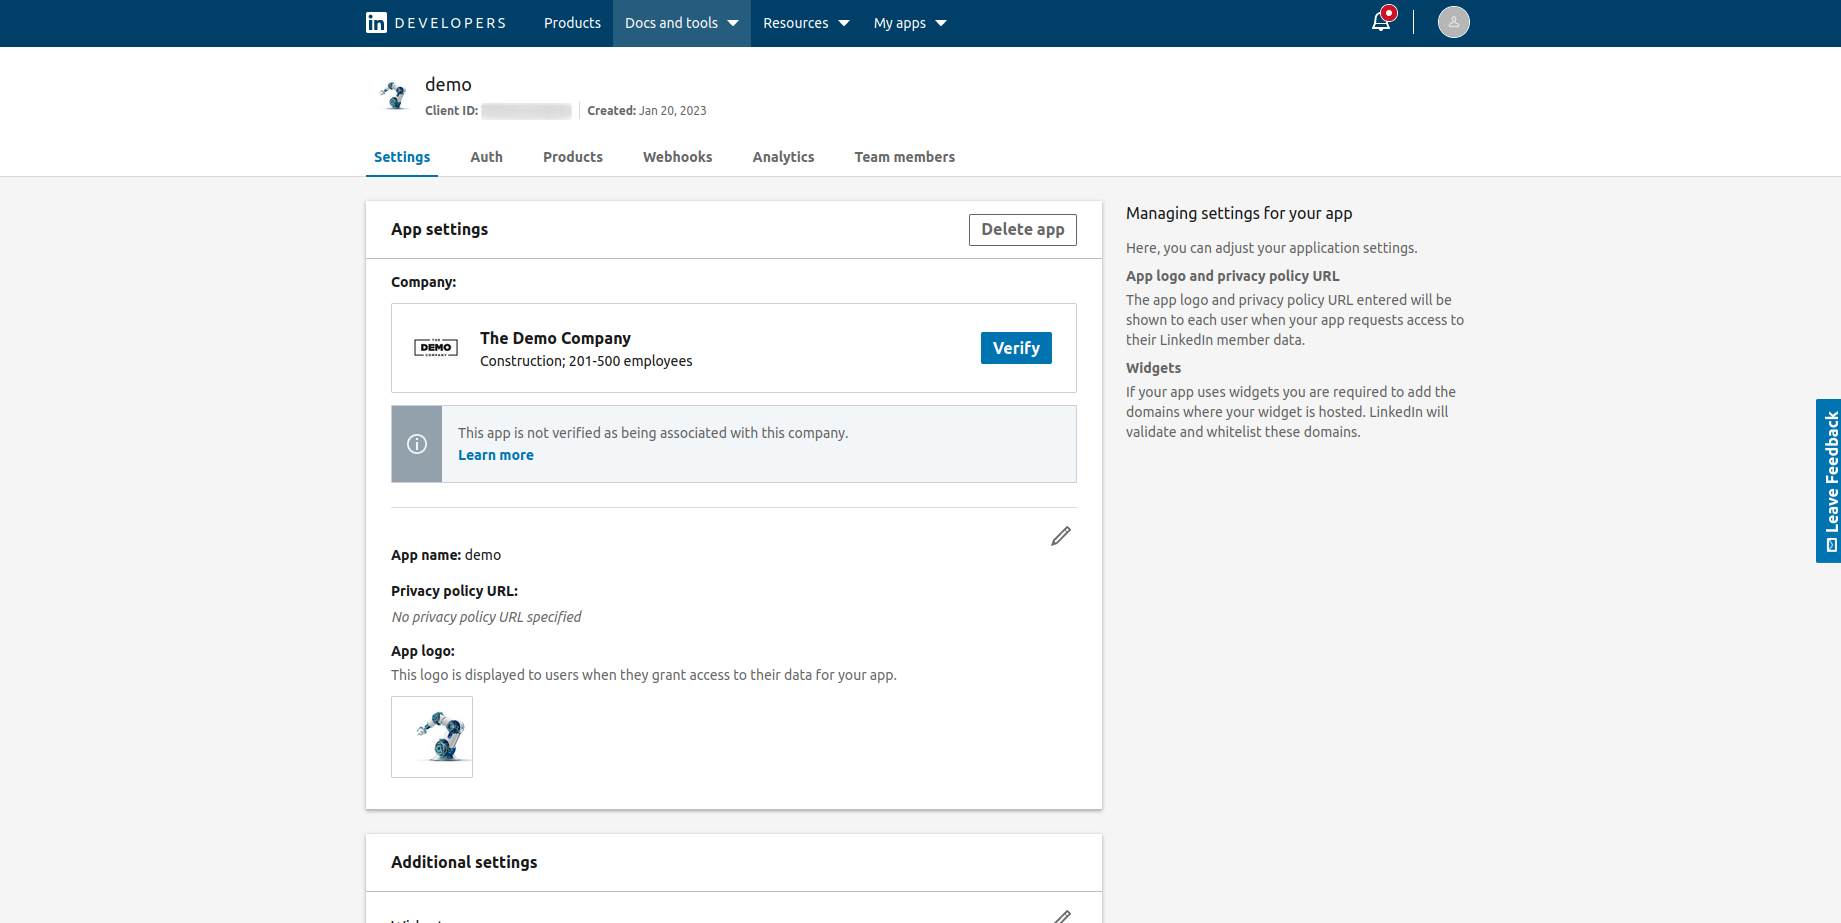 in DEVELOPERS Products Docs and tools Resources My apps
demo
Client ID: Created: Jan 20, 2023
Settings Auth Products Webhooks Analytics Team members
App settings Delete app
Company:
THE DEMO COMPANY
The Demo Company
Construction; 201-500 employees
Verify
This app is not verified as being associated with this company.
Learn more
App name: demo
Privacy policy URL:
No privacy policy URL specified
App logo:
This logo is displayed to users when they grant access to their data for your app.
Additional settings
Managing settings for your app
Here, you can adjust your application settings.
App logo and privacy policy URL
The app logo and privacy policy URL entered will be
shown to each user when your app requests access to
their LinkedIn member data.
Widgets
If your app uses widgets you are required to add the
domains where your widget is hosted. LinkedIn will
validate and whitelist these domains.
Leave Feedback